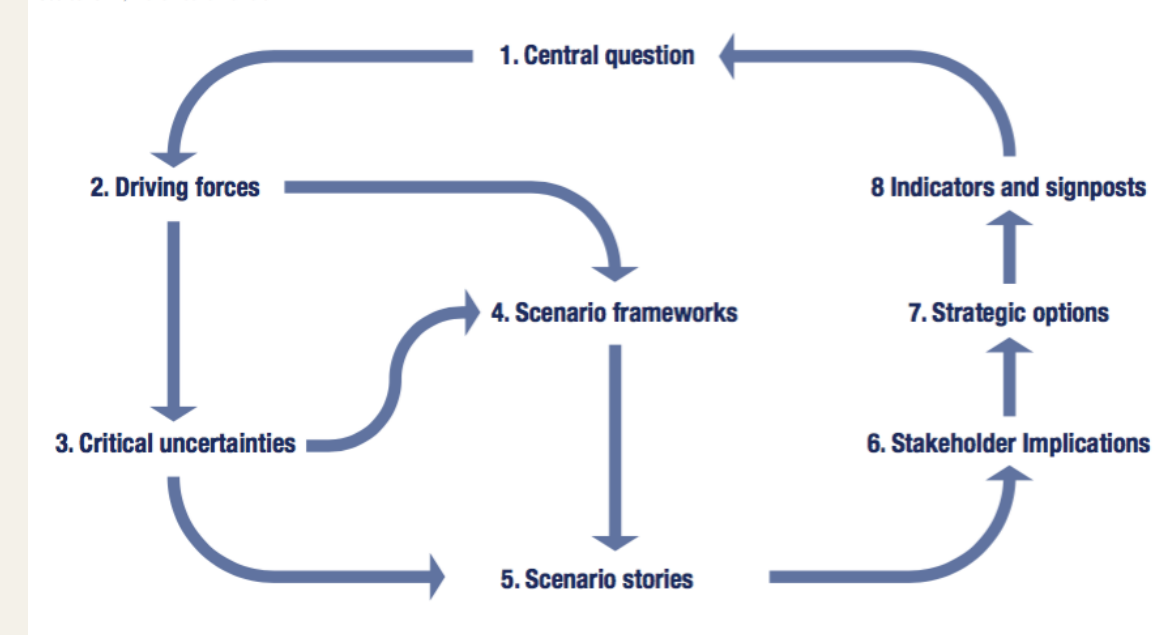 1. Central question
2. Driving forces
8 Indicators and signposts
4. Scenario frameworks
7. Strategic options
3. Critical uncertainties
6. Stakeholder Implications
5. Scenario stories